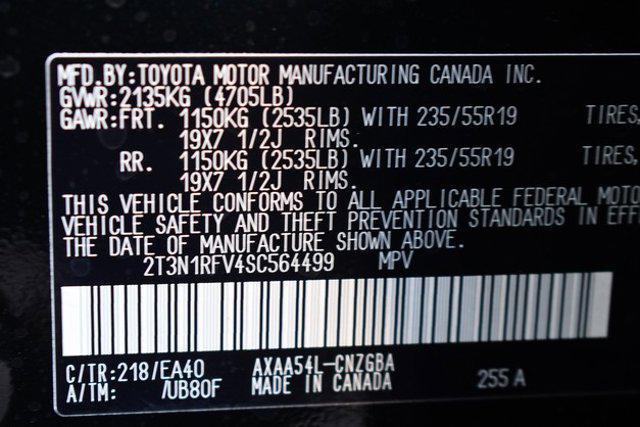 MFD.BY:TOYOTA MOTOR MANUFACTURING CANADA INC.
GVWR:2135KG (4705LB)
GAWR:FRT. 1150KG (2535LB) WITH 235/55R19 TIRES,
19X7 1/2J RIMS.
RR. 1150KG (2535LB) WITH 235/55R19 TIRES,
19X7 1/2J RIMS.
THIS VEHICLE CONFORMS TO ALL APPLICABLE FEDERAL MOTO
VEHICLE SAFETY AND THEFT PREVENTION STANDARDS IN EFF
THE DATE OF MANUFACTURE SHOWN ABOVE.
2T3N1RFV4SC564499 MPV
C/TR:218/EA40 AXAA54L-CNZGBA
A/TM: /UB80F MADE IN CANADA 255 A